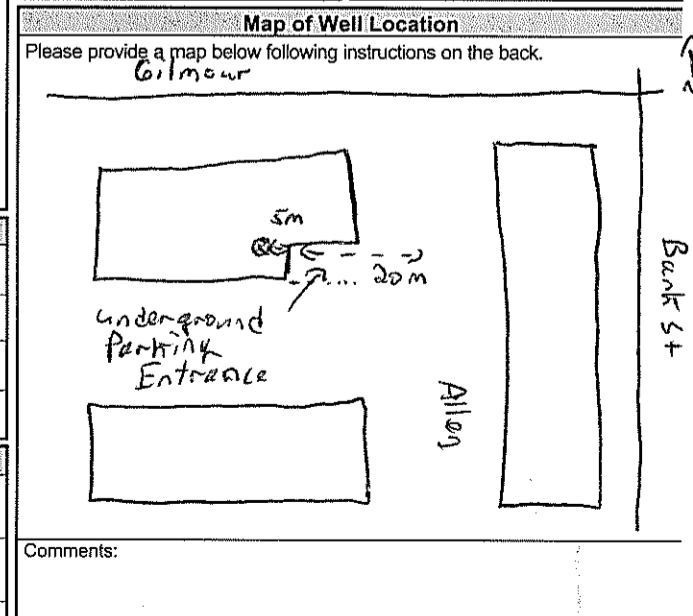 Map of Well Location
Please provide a map below following instructions on the back.
Gilmour
5m
20m
underground
Parking
Entrance
Alley
Bank St
Comments: